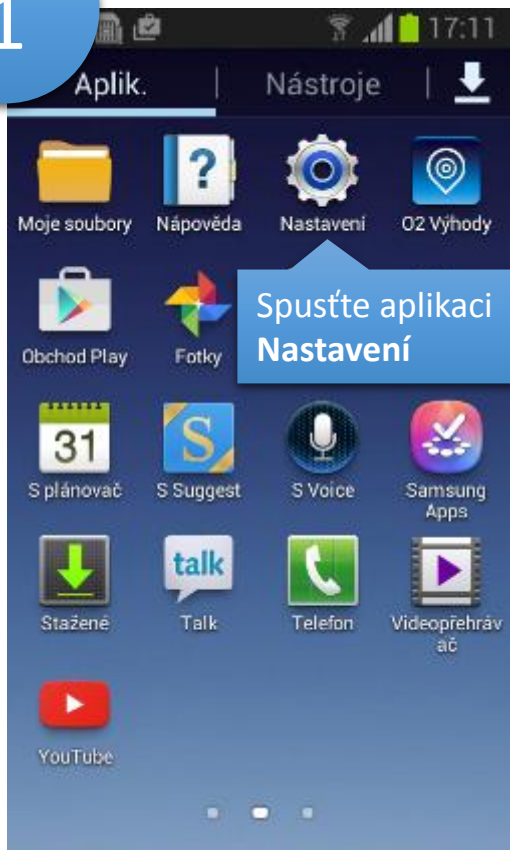 1
17:11
Aplik.
Nástroje
?
Moje soubory
Nápověda
Nastavení
O2 Výhody
Spusťte aplikaci
Nastavení
Obchod Play
Fotky
31
S
S plánovač
S Suggest
S Voice
Samsung
Apps
talk
Stažené
Talk
Telefon
Videopřehráv
ač
YouTube